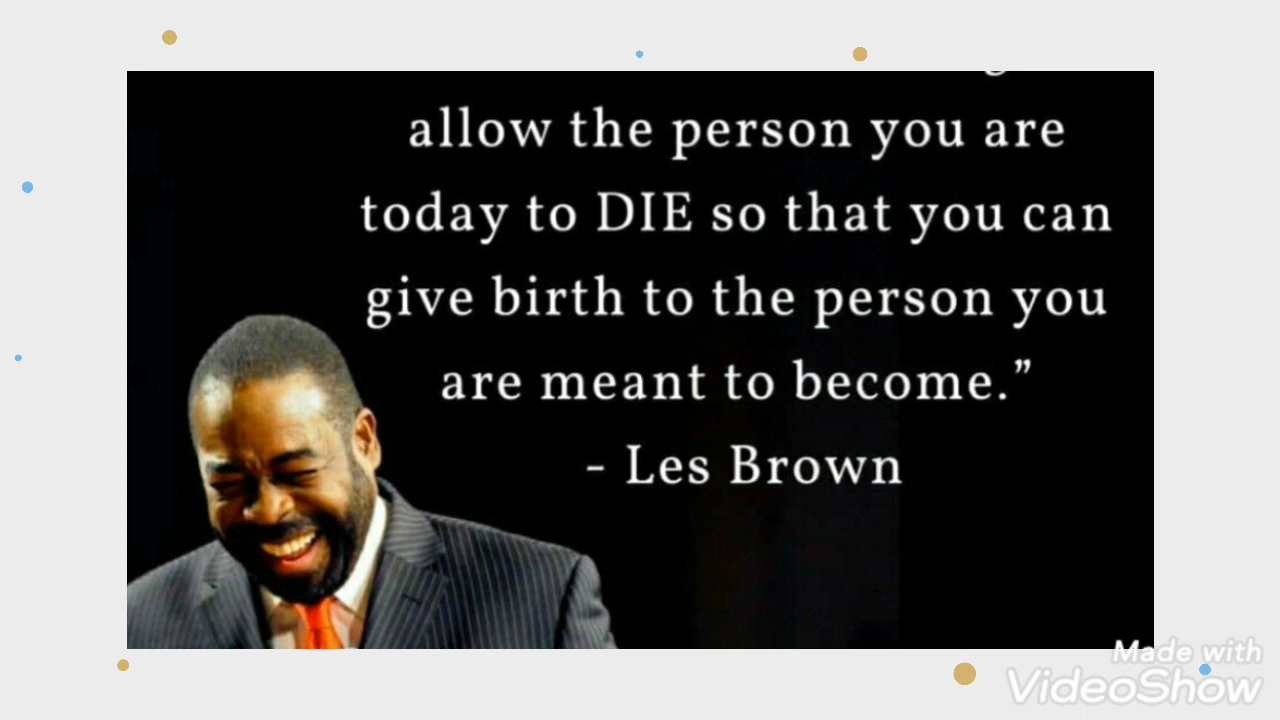 allow the person you are
today to DIE so that you can
give birth to the person you
are meant to become.”
- Les Brown
Made with
VideoShow